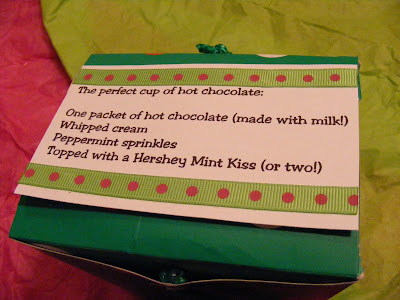 The perfect cup of hot chocolate:
One packet of hot chocolate (made with milk!)
Whipped cream
Peppermint sprinkles
Topped with a Hershey Mint Kiss (or two!)